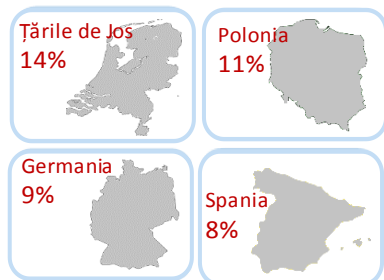 Țările de Jos
14%
Polonia
11%
Germania
9%
Spania
8%